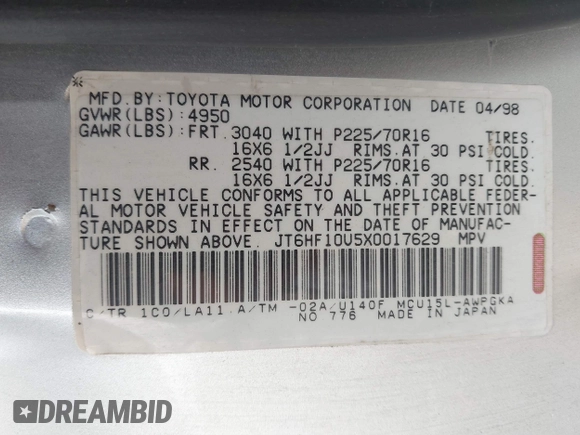 MFD.BY:TOYOTA MOTOR CORPORATION DATE 04/98
GVWR(LBS):4950
GAWR(LBS):FRT. 3040 WITH P225/70R16 TIRES.
16X6 1/2JJ RIMS.AT 30 PSI COLD.
RR. 2540 WITH P225/70R16 TIRES.
16X6 1/2JJ RIMS.AT 30 PSI COLD.
THIS VEHICLE CONFORMS TO ALL APPLICABLE FEDER-
AL MOTOR VEHICLE SAFETY AND THEFT PREVENTION
STANDARDS IN EFFECT ON THE DATE OF MANUFAC-
TURE SHOWN ABOVE. JT6HF10U5X0017629 MPV
C/TR 1C0/LA11.A/TM -02A/U140F MCU15L-AWPGKA
NO 776 MADE IN JAPAN
DREAMBID